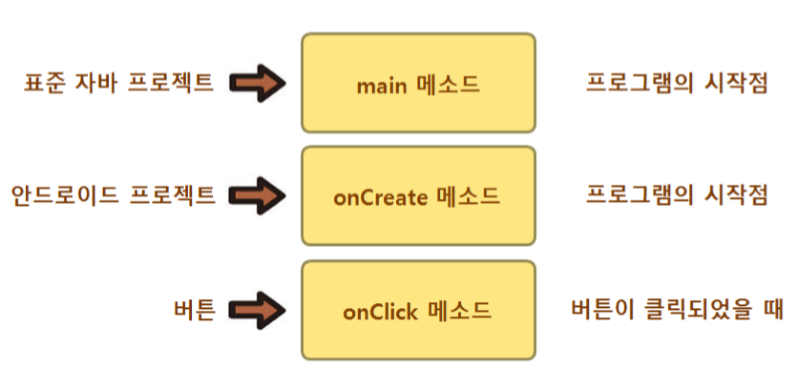 표준 자바 프로젝트 main 메소드 프로그램의 시작점
안드로이드 프로젝트 onCreate 메소드 프로그램의 시작점
버튼 onClick 메소드 버튼이 클릭되었을 때